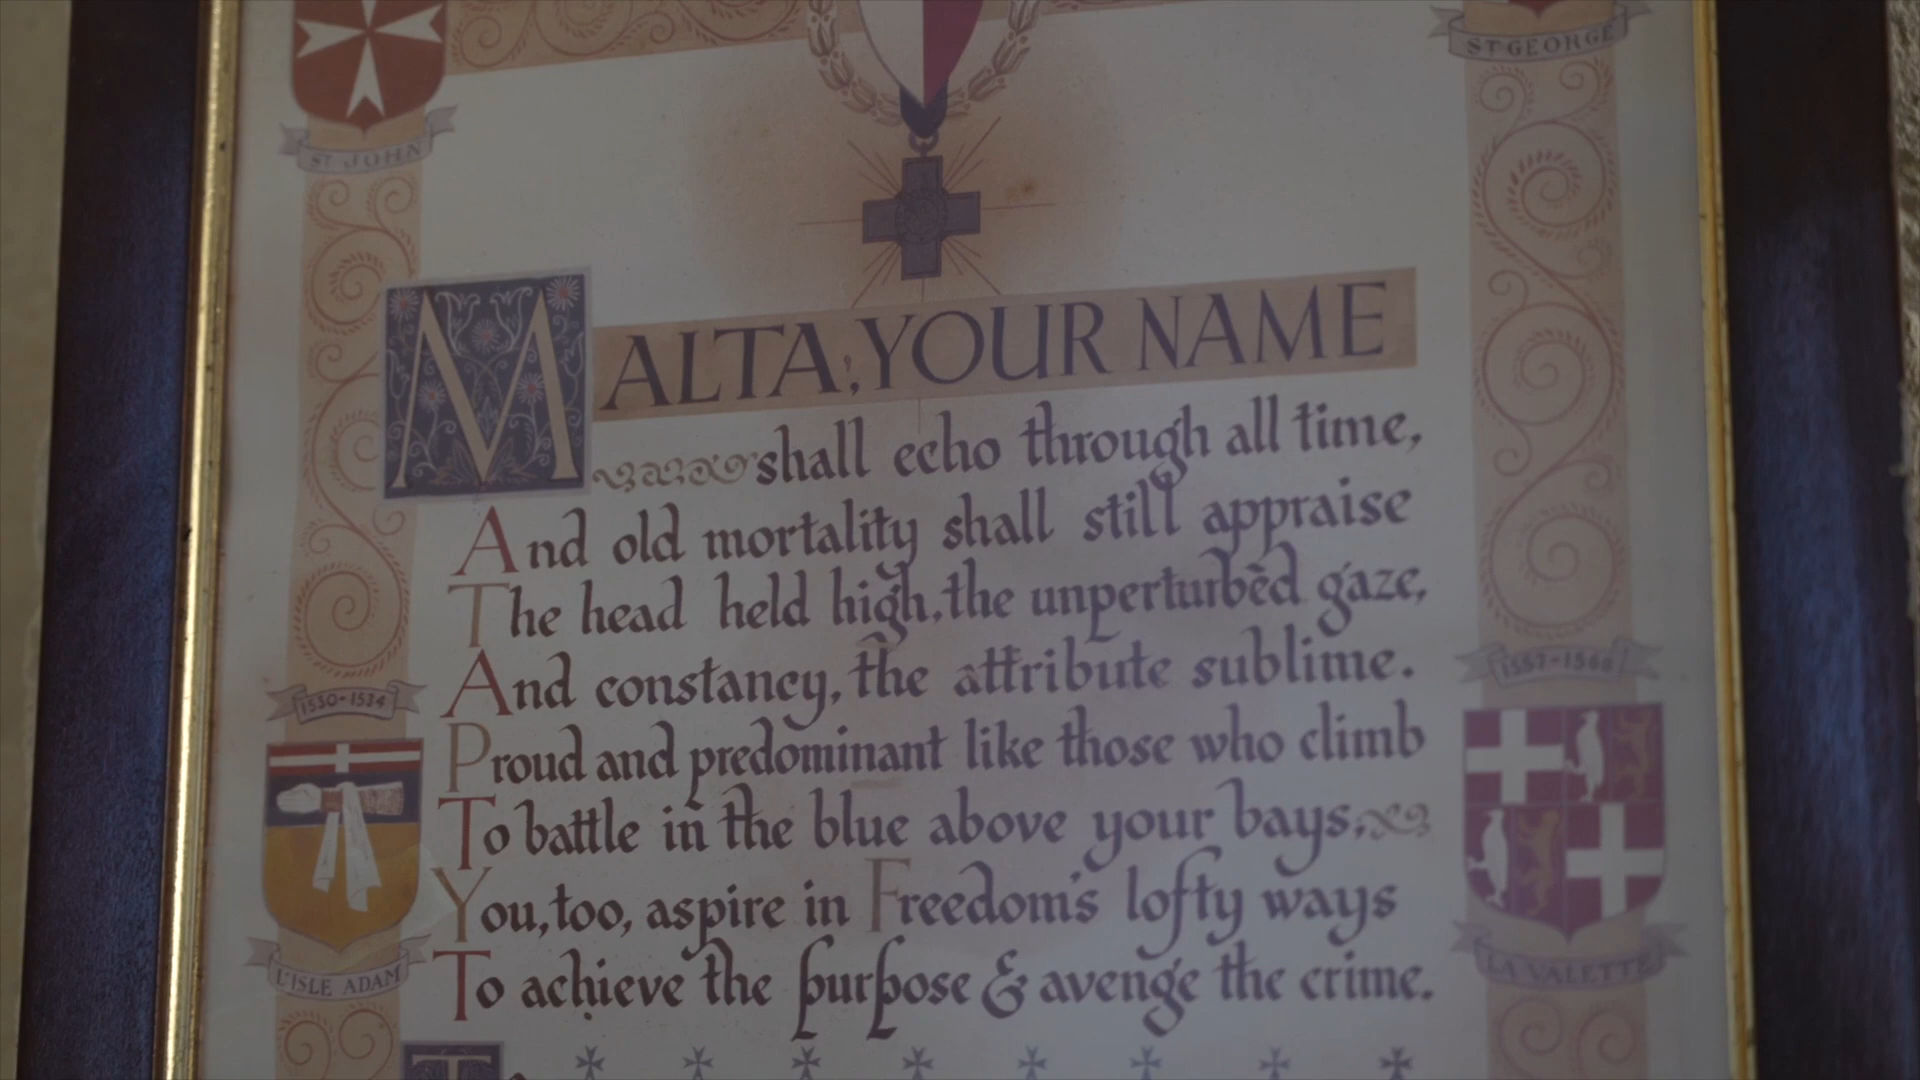 ST JOHN
ST GEORGE
MALTA, YOUR NAME
shall echo through all time,
And old mortality shall still appraise
The head held high, the unperturbèd gaze,
And constancy, the attribute sublime.
Proud and predominant like those who climb
To battle in the blue above your bays,
You, too, aspire in Freedom's lofty ways
To achieve the purpose & avenge the crime.
1530-1534
L'ISLE ADAM
1557-1568
LA VALETTE